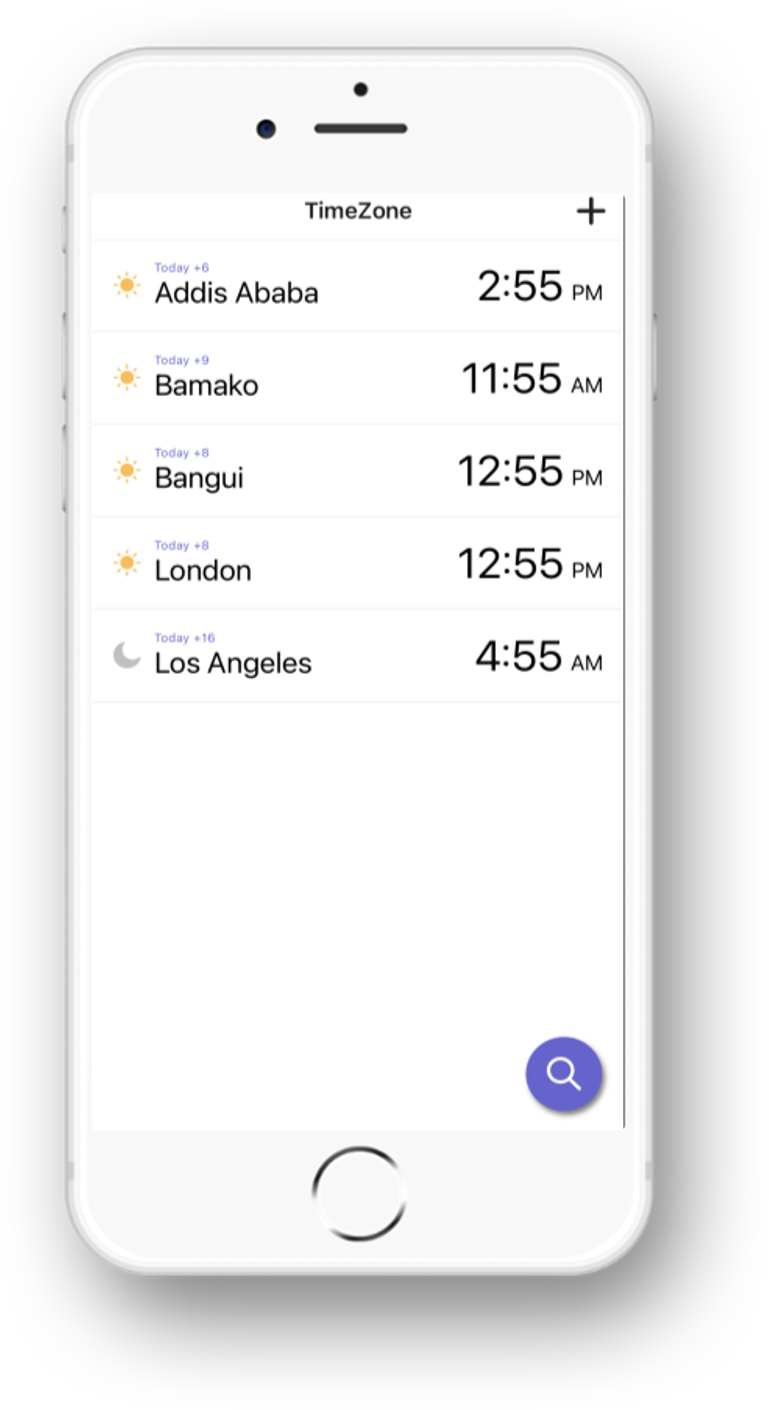 TimeZone
Today +6
Addis Ababa
2:55 PM
Today +9
Bamako
11:55 AM
Today +8
Bangui
12:55 PM
Today +8
London
12:55 PM
Today +16
Los Angeles
4:55 AM